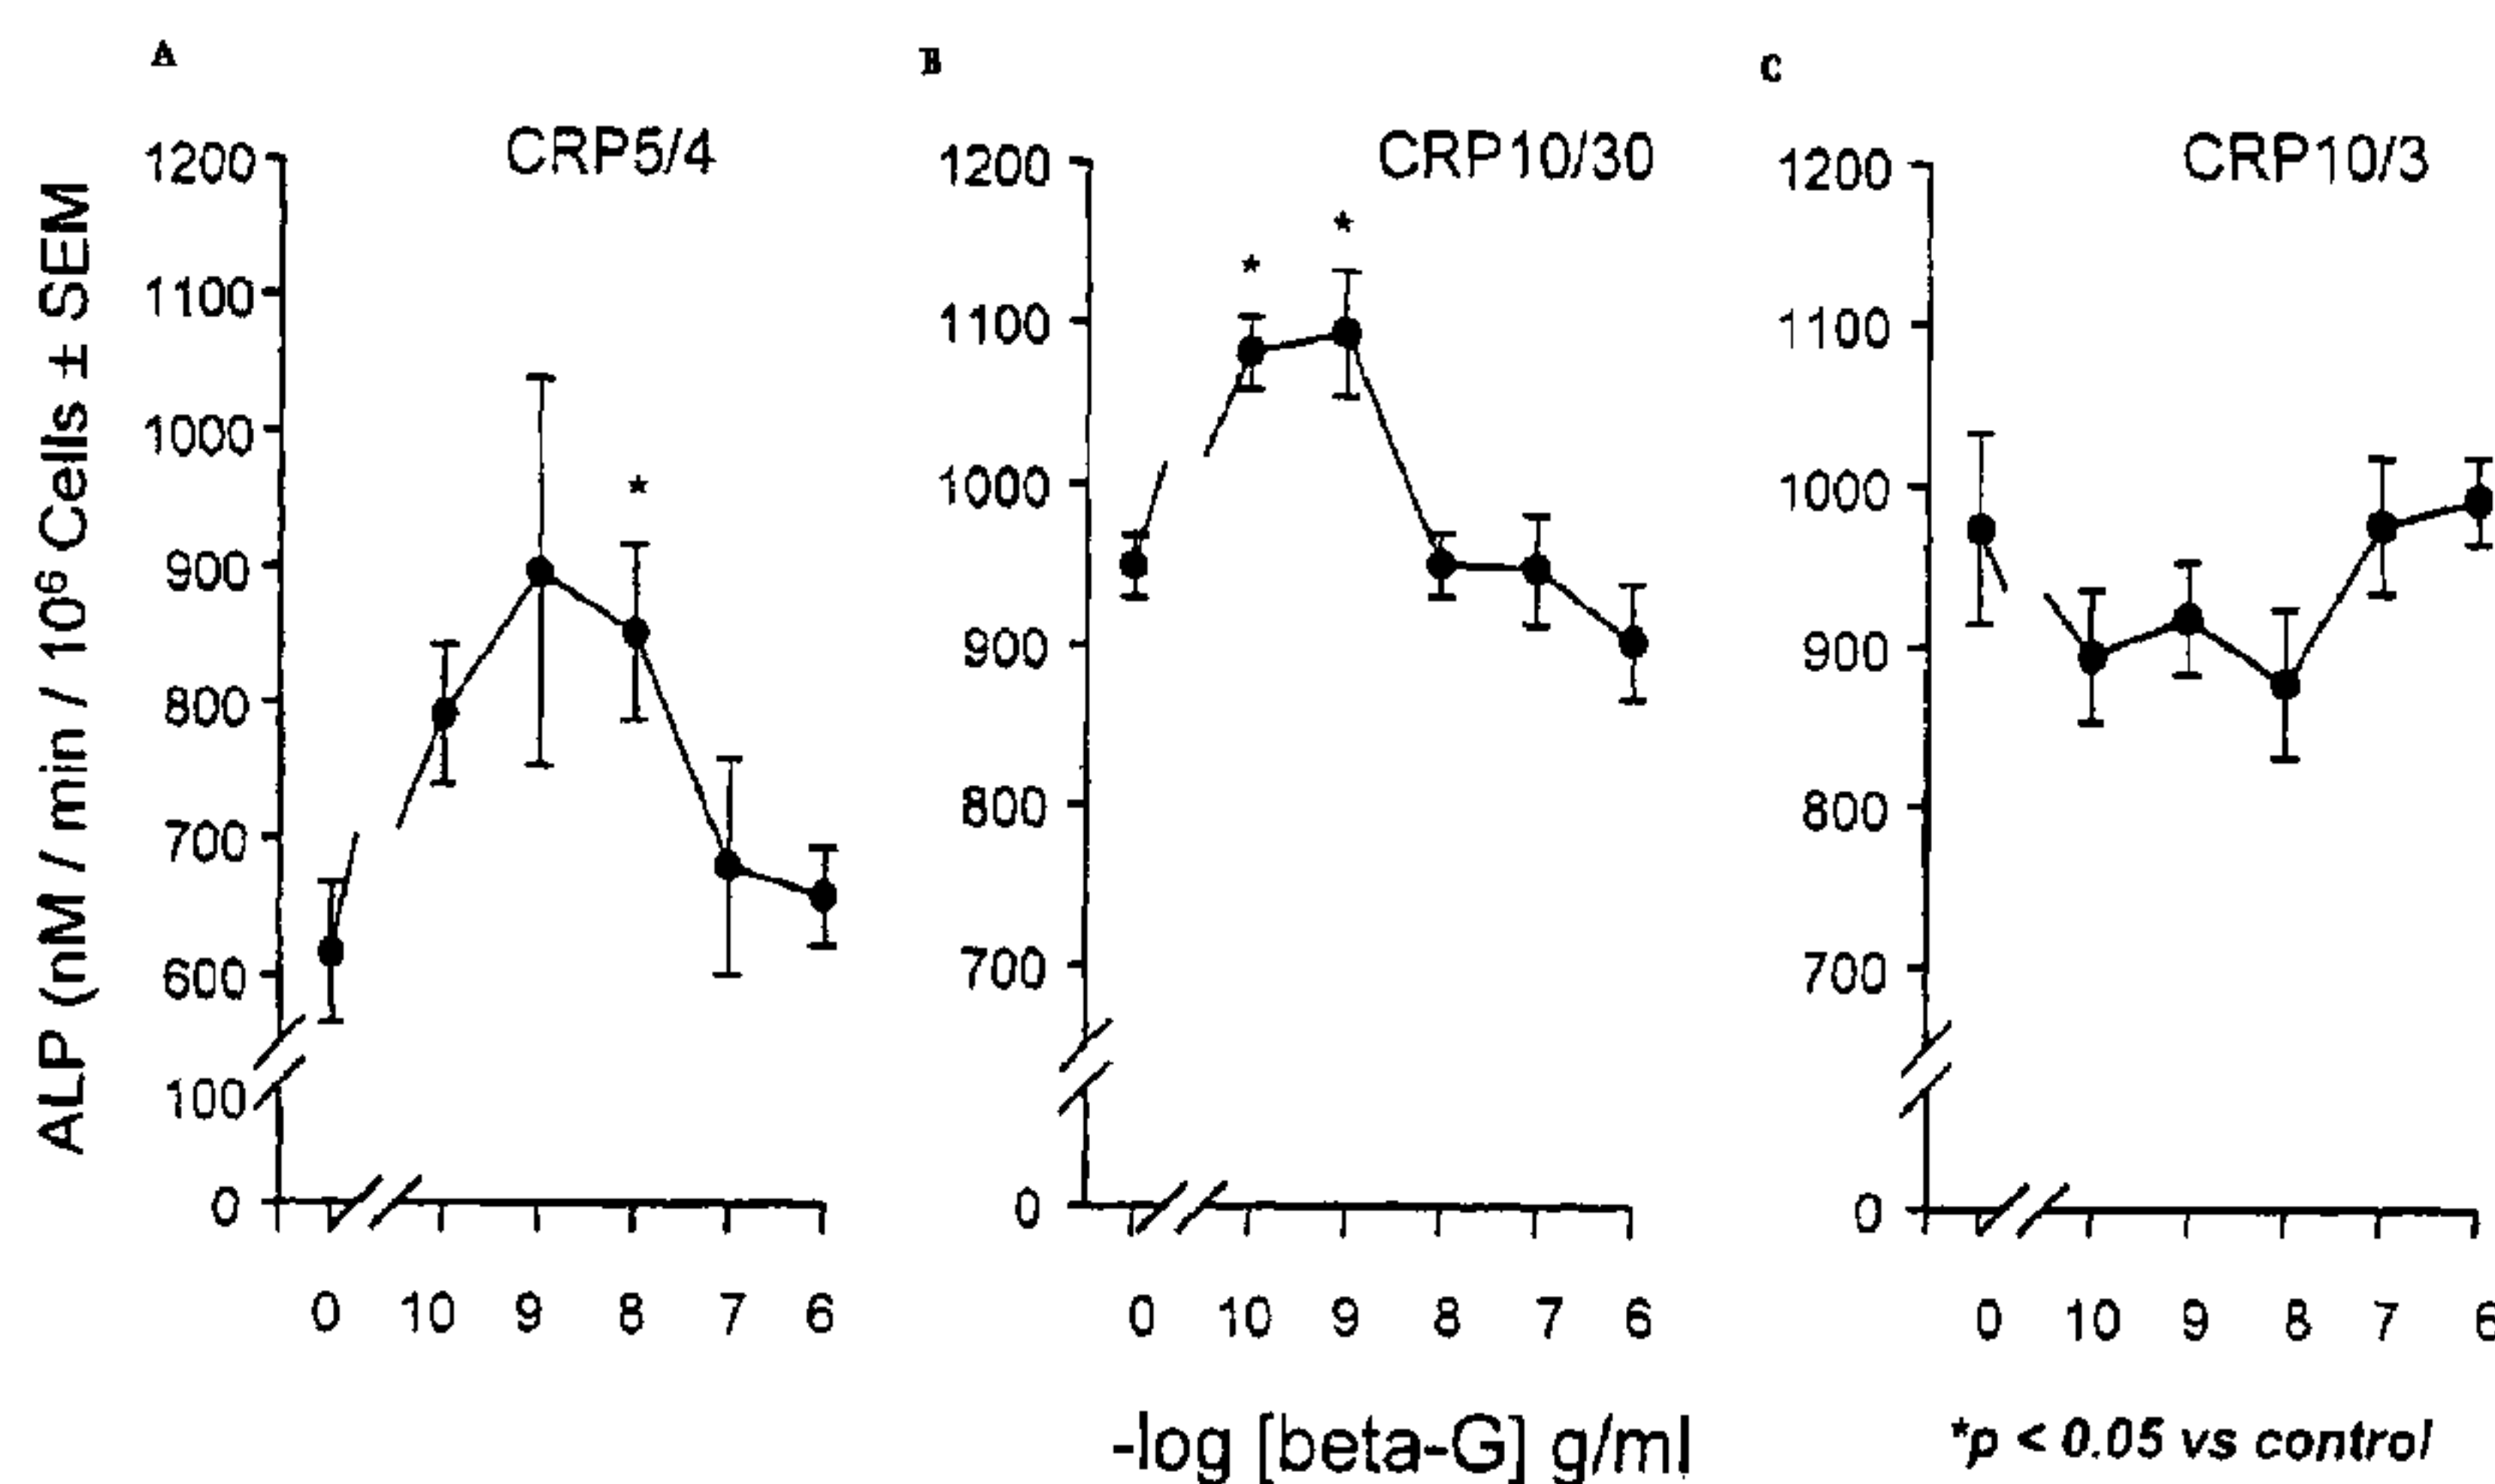 A
B
C
CRP5/4
CRP10/30
CRP10/3
ALP (nM / min / 10⁶ Cells ± SEM
1200
1100
1000
900
800
700
600
100
0
1200
1100
1000
900
800
700
0
1200
1100
1000
900
800
700
0
*
* *
0 10 9 8 7 6
0 10 9 8 7 6
0 10 9 8 7 6
-log [beta-G] g/ml
*p < 0.05 vs control